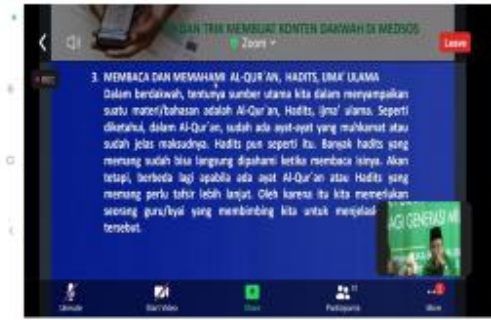 DAN TRIK MEMBUAT KONTEN DAKWAH DI MEDSOS
Zoom
Leave
REC
3. MEMBACA DAN MEMAHAMI AL-QUR'AN, HADITS, IJMA' ULAMA
Dalam berdakwah, tentunya sumber utama kita dalam menyampaikan
suatu materi/bahasan adalah Al-Qur'an, Hadits, Ijma' ulama. Seperti
diketahui, dalam Al-Qur'an, sudah ada ayat-ayat yang muhkamat atau
sudah jelas maksudnya. Hadits pun seperti itu. Banyak hadits yang
memang sudah bisa langsung dipahami ketika membaca isinya. Akan
tetapi, berbeda lagi apabila ada ayat Al-Qur'an atau Hadits yang
memang perlu tafsir lebih lanjut. Oleh karena itu kita memerlukan
seorang guru/kyai yang membimbing kita untuk
tersebut.
AGI GENERASI
Unmute
Start Video
Share
Participants
More